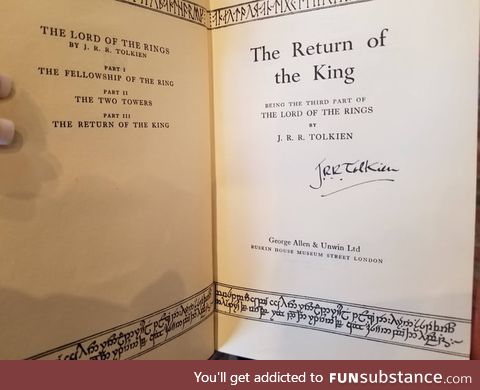 THE LORD OF THE RINGS
BY J. R. R. TOLKIEN
PART I
THE FELLOWSHIP OF THE RING
PART II
THE TWO TOWERS
PART III
THE RETURN OF THE KING
The Return of
the King
BEING THE THIRD PART OF
THE LORD OF THE RINGS
BY
J. R. R. TOLKIEN
J.R.R. Tolkien
George Allen & Unwin Ltd
RUSKIN HOUSE MUSEUM STREET LONDON
You'll get addicted to FUNsubstance.com